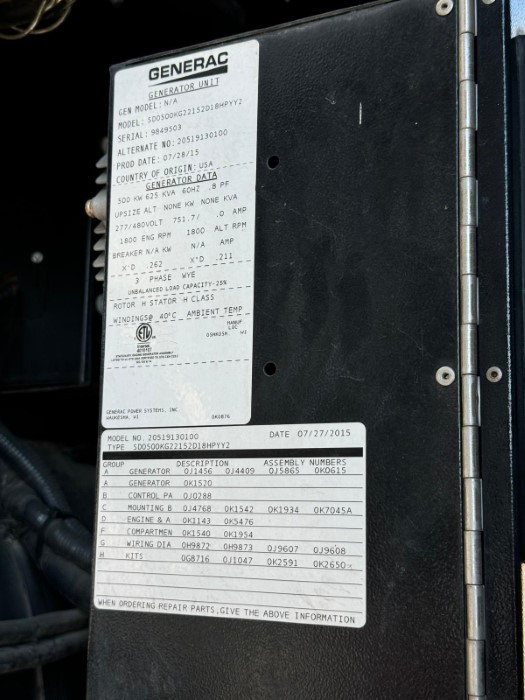 GENERAC
GENERATOR UNIT
GEN MODEL: N/A
MODEL: SD0500KG22152D18HPYY2
SERIAL: 9849503
ALTERNATE NO: 20519130100
PROD DATE: 07/28/15
COUNTRY OF ORIGIN: USA
GENERATOR DATA
500 KW 625 KVA 60HZ .8 PF
UPSIZE ALT NONE KW NONE KVA
277/480VOLT 751.7/ .0 AMP
1800 ENG RPM 1800 ALT RPM
BREAKER N/A KW N/A AMP
X'D .262 X"D .211
3 PHASE WYE
UNBALANCED LOAD CAPACITY-25%
ROTOR H STATOR H CLASS
WINDINGS@ 40°C AMBIENT TEMP
MANUF
LOC
WI
GENERAC POWER SYSTEMS, INC.
WAUKESHA, WI 0K0876
MODEL NO. 20519130100 DATE 07/27/2015
TYPE SD0500KG22152D18HPYY2
GROUP DESCRIPTION ASSEMBLY NUMBERS
A GENERATOR 0J1456 0J4409 0J5865 0K0615
A GENERATOR 0K1520
B CONTROL PA 0J0288
C MOUNTING B 0J4768 0K1542 0K1934 0K7045A
D ENGINE & A 0K1143 0K5476
F COMPARTMEN 0K1540 0K1954
G WIRING DIA 0H9872 0H9873 0J9607 0J9608
H KITS 0G8716 0J1047 0K2591 0K2650
WHEN ORDERING REPAIR PARTS,GIVE THE ABOVE INFORMATION